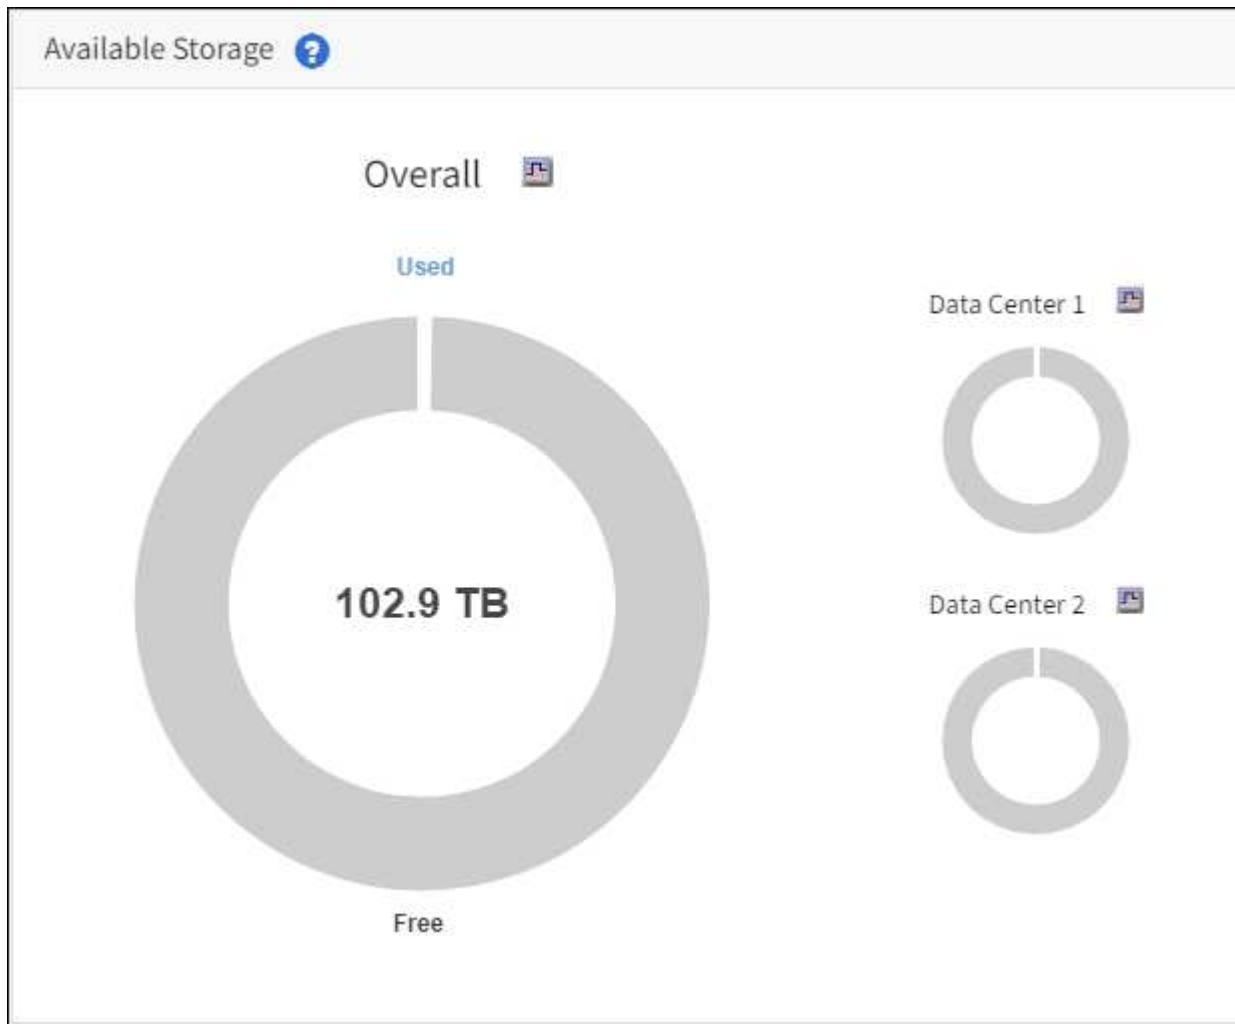 Available Storage ?
Overall
Used
102.9 TB
Free
Data Center 1
Data Center 2